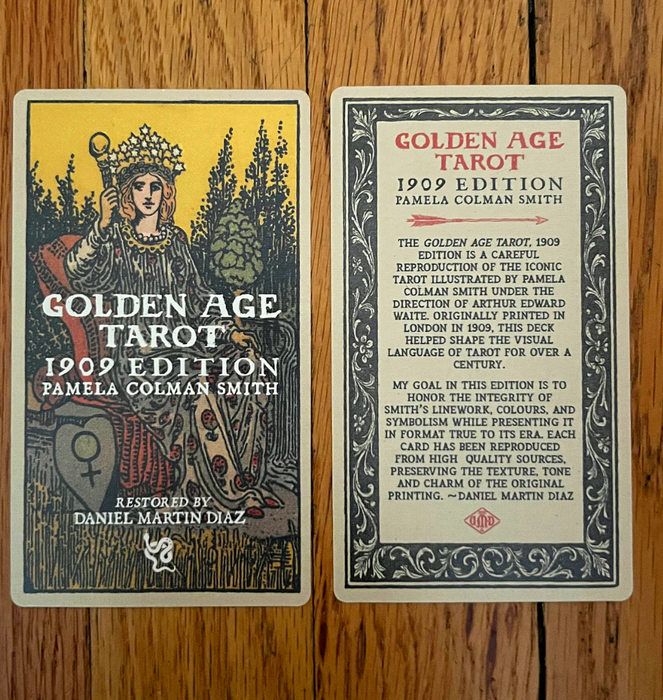 GOLDEN AGE
TAROT
1909 EDITION
PAMELA COLMAN SMITH
RESTORED BY
DANIEL MARTIN DIAZ
GOLDEN AGE
TAROT
1909 EDITION
PAMELA COLMAN SMITH
THE GOLDEN AGE TAROT, 1909
EDITION IS A CAREFUL
REPRODUCTION OF THE ICONIC
TAROT ILLUSTRATED BY PAMELA
COLMAN SMITH UNDER THE
DIRECTION OF ARTHUR EDWARD
WAITE. ORIGINALLY PRINTED IN
LONDON IN 1909, THIS DECK
HELPED SHAPE THE VISUAL
LANGUAGE OF TAROT FOR OVER A
CENTURY.
MY GOAL IN THIS EDITION IS TO
HONOR THE INTEGRITY OF
SMITH'S LINEWORK, COLOURS, AND
SYMBOLISM WHILE PRESENTING IT
IN FORMAT TRUE TO ITS ERA. EACH
CARD HAS BEEN REPRODUCED
FROM HIGH QUALITY SOURCES,
PRESERVING THE TEXTURE, TONE
AND CHARM OF THE ORIGINAL
PRINTING. ~DANIEL MARTIN DIAZ
DMD